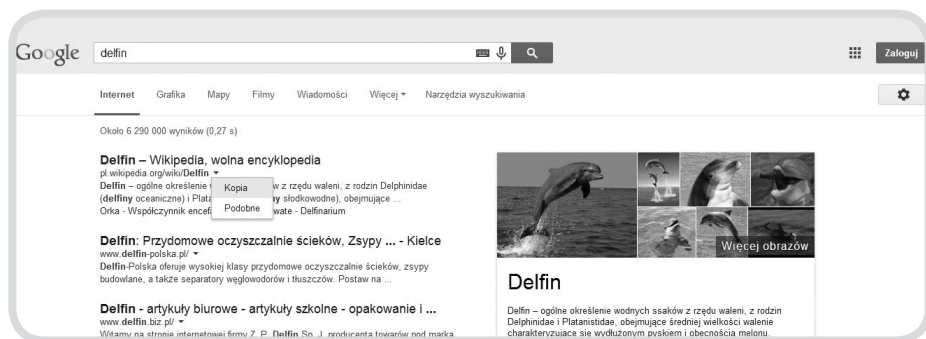 Google delfin Zaloguj
Internet Grafika Mapy Filmy Wiadomości Więcej Narzędzia wyszukiwania
Około 6 290 000 wyników (0,27 s)
Delfin – Wikipedia, wolna encyklopedia
pl.wikipedia.org/wiki/Delfin
Kopia
Podobne
Delfin – ogólne określenie w z rzędu waleni, z rodzin Delphinidae
(delfiny oceaniczne) i Plata ny słodkowodne), obejmujące ...
Orka - Współczynnik encefa wate - Delfinarium
Delfin: Przydomowe oczyszczalnie ścieków, Zsypy ... - Kielce
www.delfin-polska.pl/
Delfin-Polska oferuje wysokiej klasy przydomowe oczyszczalnie ścieków, zsypy
budowlane, a także separatory węglowodorów i tłuszczów. Postaw na ...
Delfin - artykuły biurowe - artykuły szkolne - opakowanie i ...
www.delfin.biz.pl/
Witamy na stronie internetowej firmy Z. P. Delfin Sp. J. producenta towarów pod marką
Więcej obrazów
Delfin
Delfin – ogólne określenie wodnych ssaków z rzędu waleni, z rodzin
Delphinidae i Platanistidae, obejmujące średniej wielkości walenie
charakteryzujące się wydłużonym pyskiem i obecnością melonu.